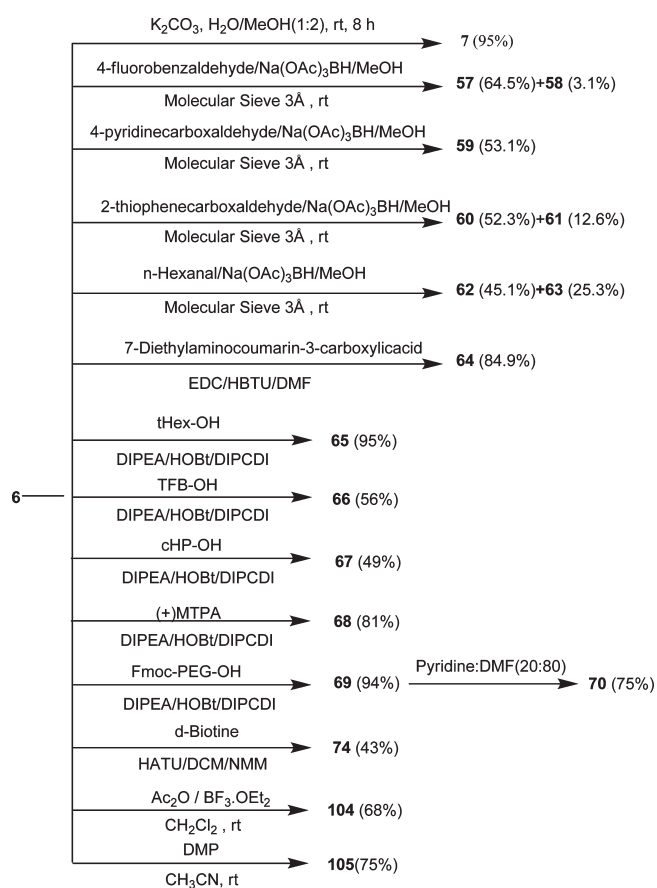 K2CO3, H2O/MeOH(1:2), rt, 8 h
7 (95%)
4-fluorobenzaldehyde/Na(OAc)3BH/MeOH
57 (64.5%)+58 (3.1%)
Molecular Sieve 3Å , rt
4-pyridinecarboxaldehyde/Na(OAc)3BH/MeOH
59 (53.1%)
Molecular Sieve 3Å , rt
2-thiophenecarboxaldehyde/Na(OAc)3BH/MeOH
60 (52.3%)+61 (12.6%)
Molecular Sieve 3Å , rt
n-Hexanal/Na(OAc)3BH/MeOH
62 (45.1%)+63 (25.3%)
Molecular Sieve 3Å , rt
7-Diethylaminocoumarin-3-carboxylicacid
64 (84.9%)
EDC/HBTU/DMF
tHex-OH
65 (95%)
DIPEA/HOBt/DIPCDI
6
TFB-OH
66 (56%)
DIPEA/HOBt/DIPCDI
cHP-OH
67 (49%)
DIPEA/HOBt/DIPCDI
(+)MTPA
68 (81%)
DIPEA/HOBt/DIPCDI
Fmoc-PEG-OH
69 (94%)
Pyridine:DMF(20:80)
70 (75%)
DIPEA/HOBt/DIPCDI
d-Biotine
74 (43%)
HATU/DCM/NMM
Ac2O / BF3.OEt2
104 (68%)
CH2Cl2 , rt
DMP
105(75%)
CH3CN, rt